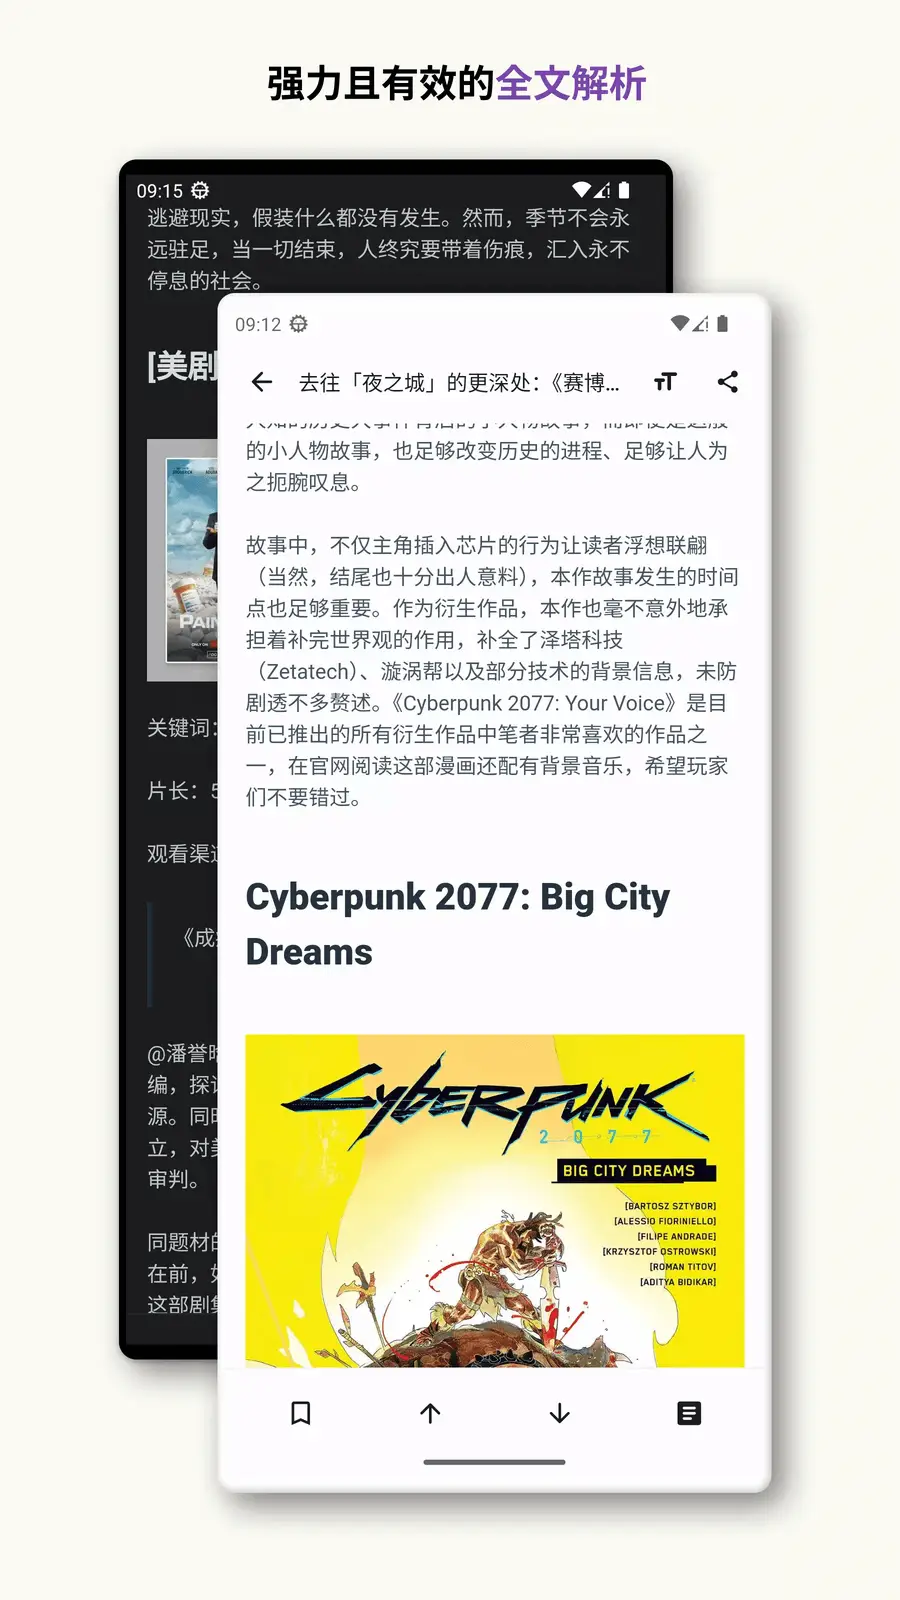 强力且有效的全文解析
09:15
逃避现实，假装什么都没有发生。然而，季节不会永
远驻足，当一切结束，人终究要带着伤痕，汇入永不
停息的社会。
[美剧
关键词：
片长：
观看渠
@潘誉
编，探
源。同
立，对
审判。
同题材
在前，
这部剧
09:12
去往「夜之城」的更深处：《赛博...
的小人物故事，也足够改变历史的进程、足够让人为
之扼腕叹息。
故事中，不仅主角插入芯片的行为让读者浮想联翩
（当然，结尾也十分出人意料），本作故事发生的时间
点也足够重要。作为衍生作品，本作也毫不意外地承
担着补完世界观的作用，补全了泽塔科技
（Zetatech）、漩涡帮以及部分技术的背景信息，未防
剧透不多赘述。《Cyberpunk 2077: Your Voice》是目
前已推出的所有衍生作品中笔者非常喜欢的作品之
一，在官网阅读这部漫画还配有背景音乐，希望玩家
们不要错过。
Cyberpunk 2077: Big City
Dreams
CYBERPUNK
2077
BIG CITY DREAMS
[BARTOSZ SZTYBOR]
[ALESSIO FIORINIELLO]
[FILIPE ANDRADE]
[KRZYSZTOF OSTROWSKI]
[ROMAN TITOV]
[ADITYA BIDIKAR]